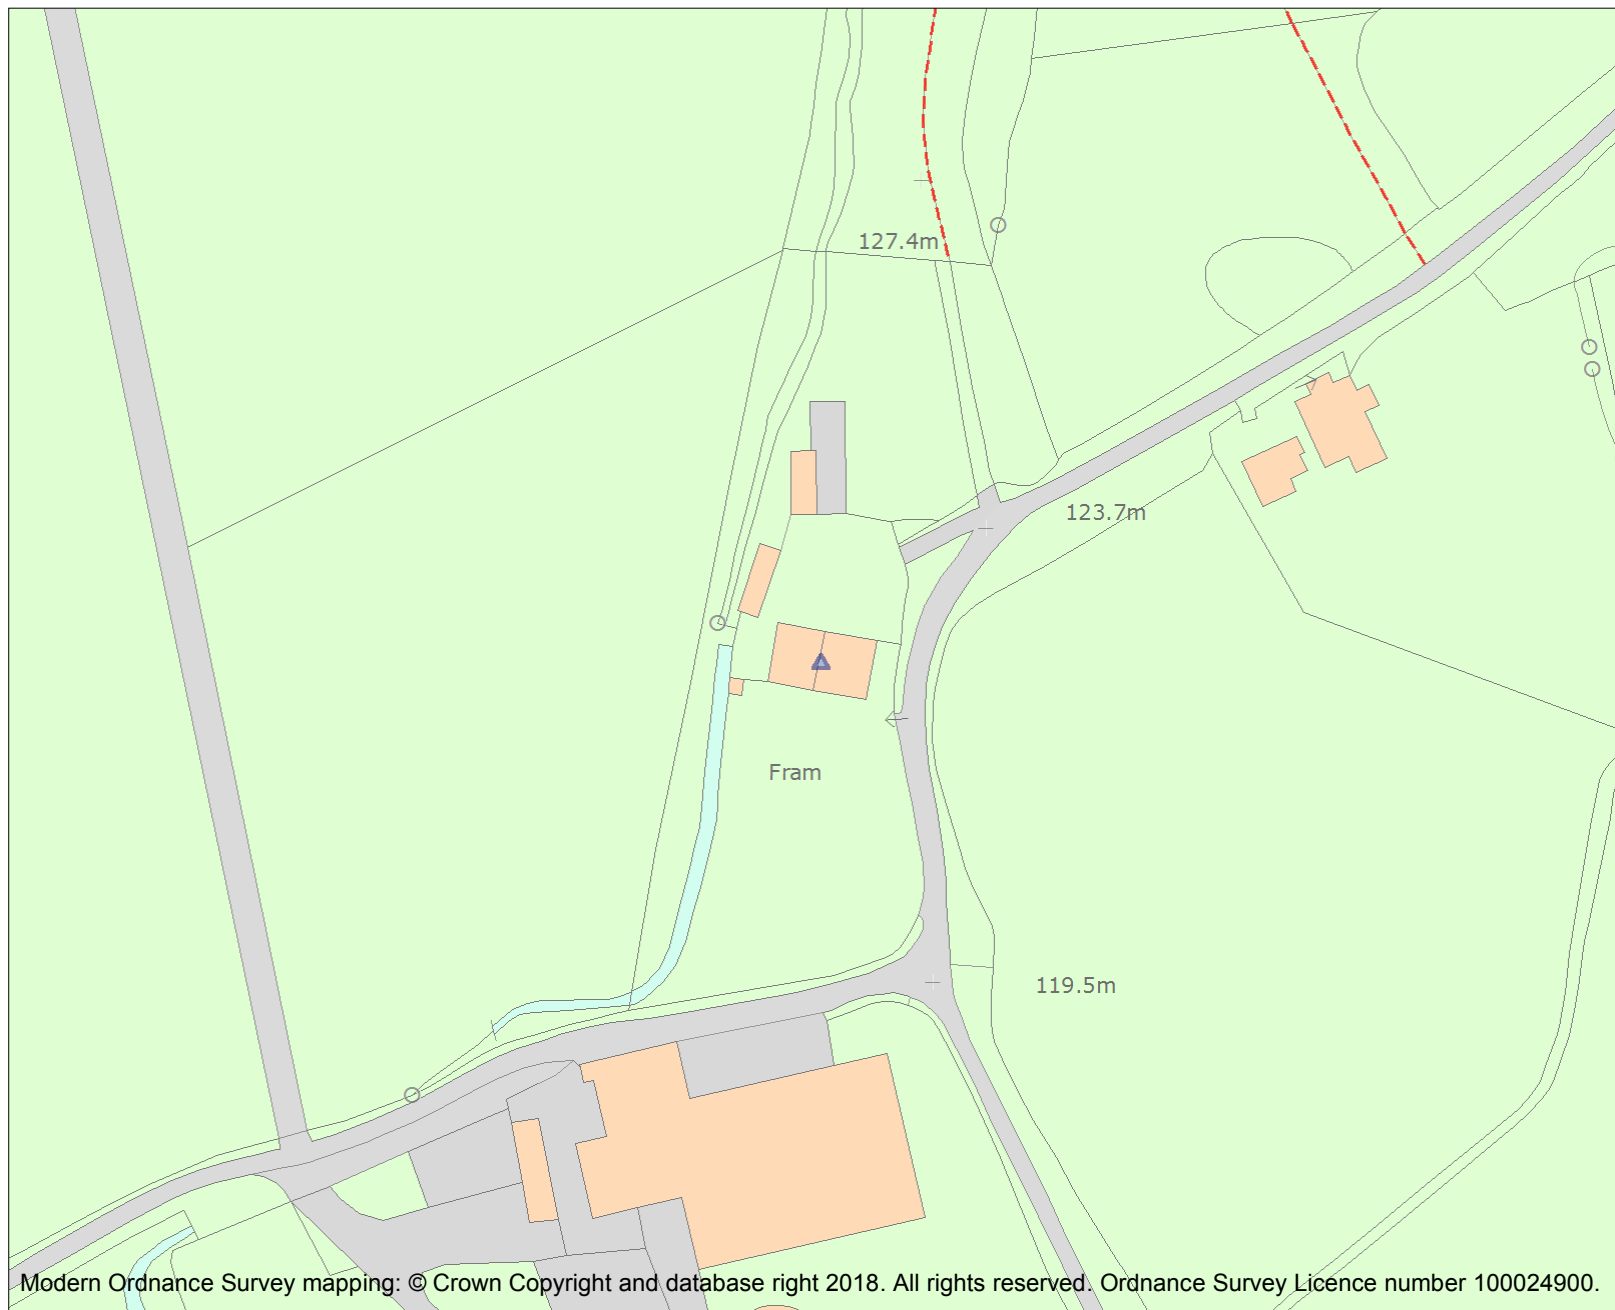 127.4m
123.7m
Fram
119.5m
Modern Ordnance Survey mapping: © Crown Copyright and database right 2018. All rights reserved. Ordnance Survey Licence number 100024900.